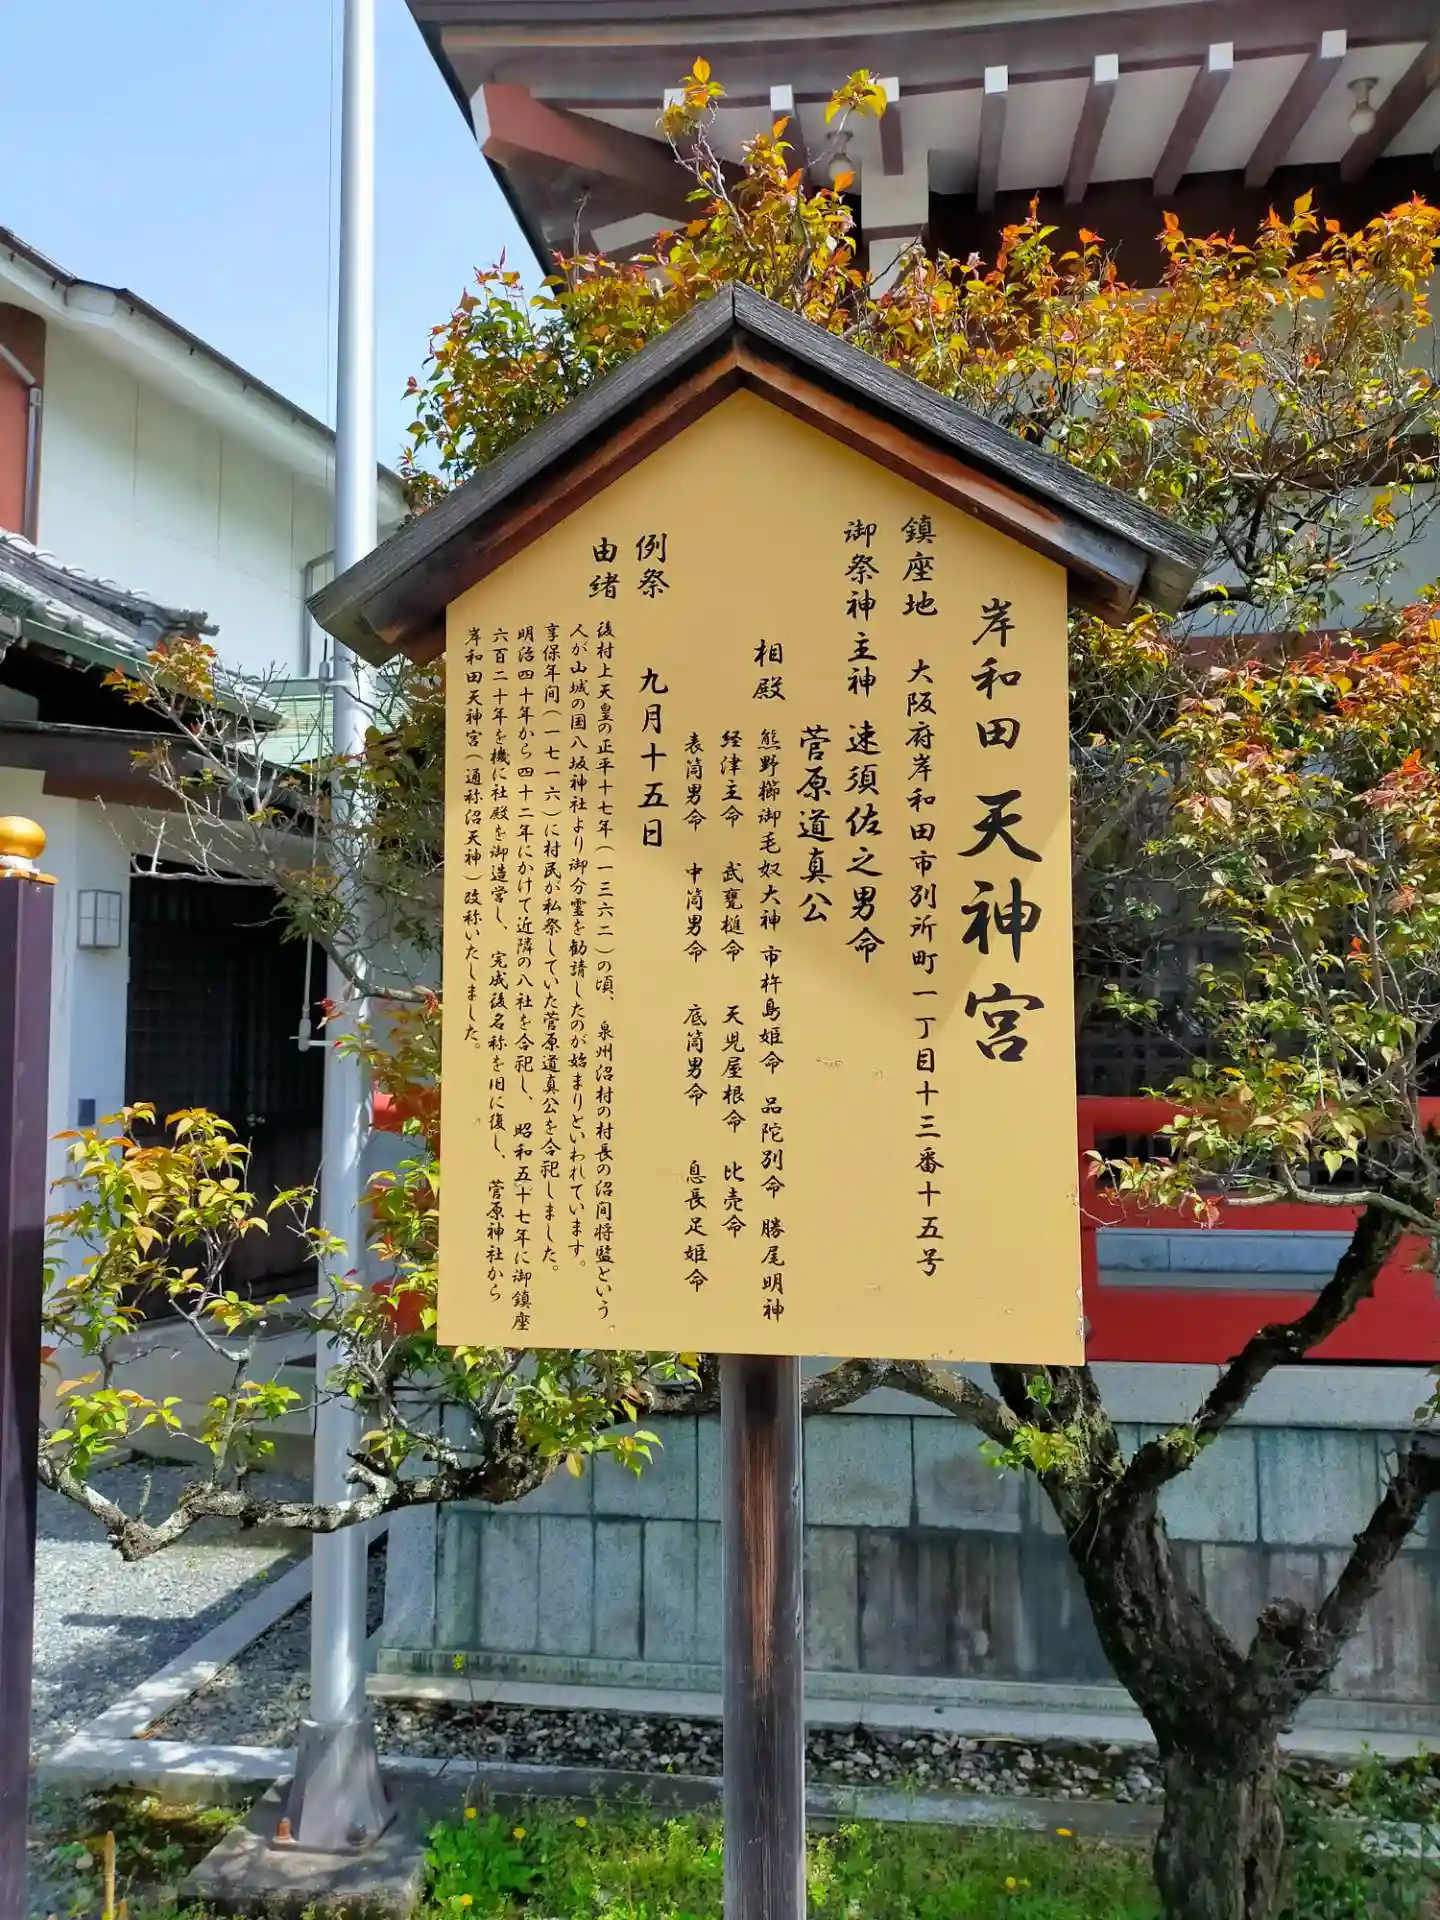 岸和田天神宮
鎮座地　大阪府岸和田市別所町一丁目十三番十五号
御祭神主神　速須佐之男命
菅原道真公
相殿　熊野櫛御毛奴大神　市杵島姫命　品陀別命　勝尾明神
経津主命　武甕槌命　天児屋根命　比売命
表筒男命　中筒男命　底筒男命　息長足姫命
例祭　九月十五日
由緒
後村上天皇の正平十七年（一三六二）の頃、泉州沼村の村長の沼間将監という
人が山城の国八坂神社より御分霊を勧請したのが始まりといわれています。
享保年間（一七一六）に村民が私祭していた菅原道真公を合祀しました。
明治四十年から四十二年にかけて近隣の八社を合祀し、昭和五十七年に御鎮座
六百二十年を機に社殿を御造営し、完成後名称を旧に復し、菅原神社から
岸和田天神宮（通称沼天神）改称いたしました。